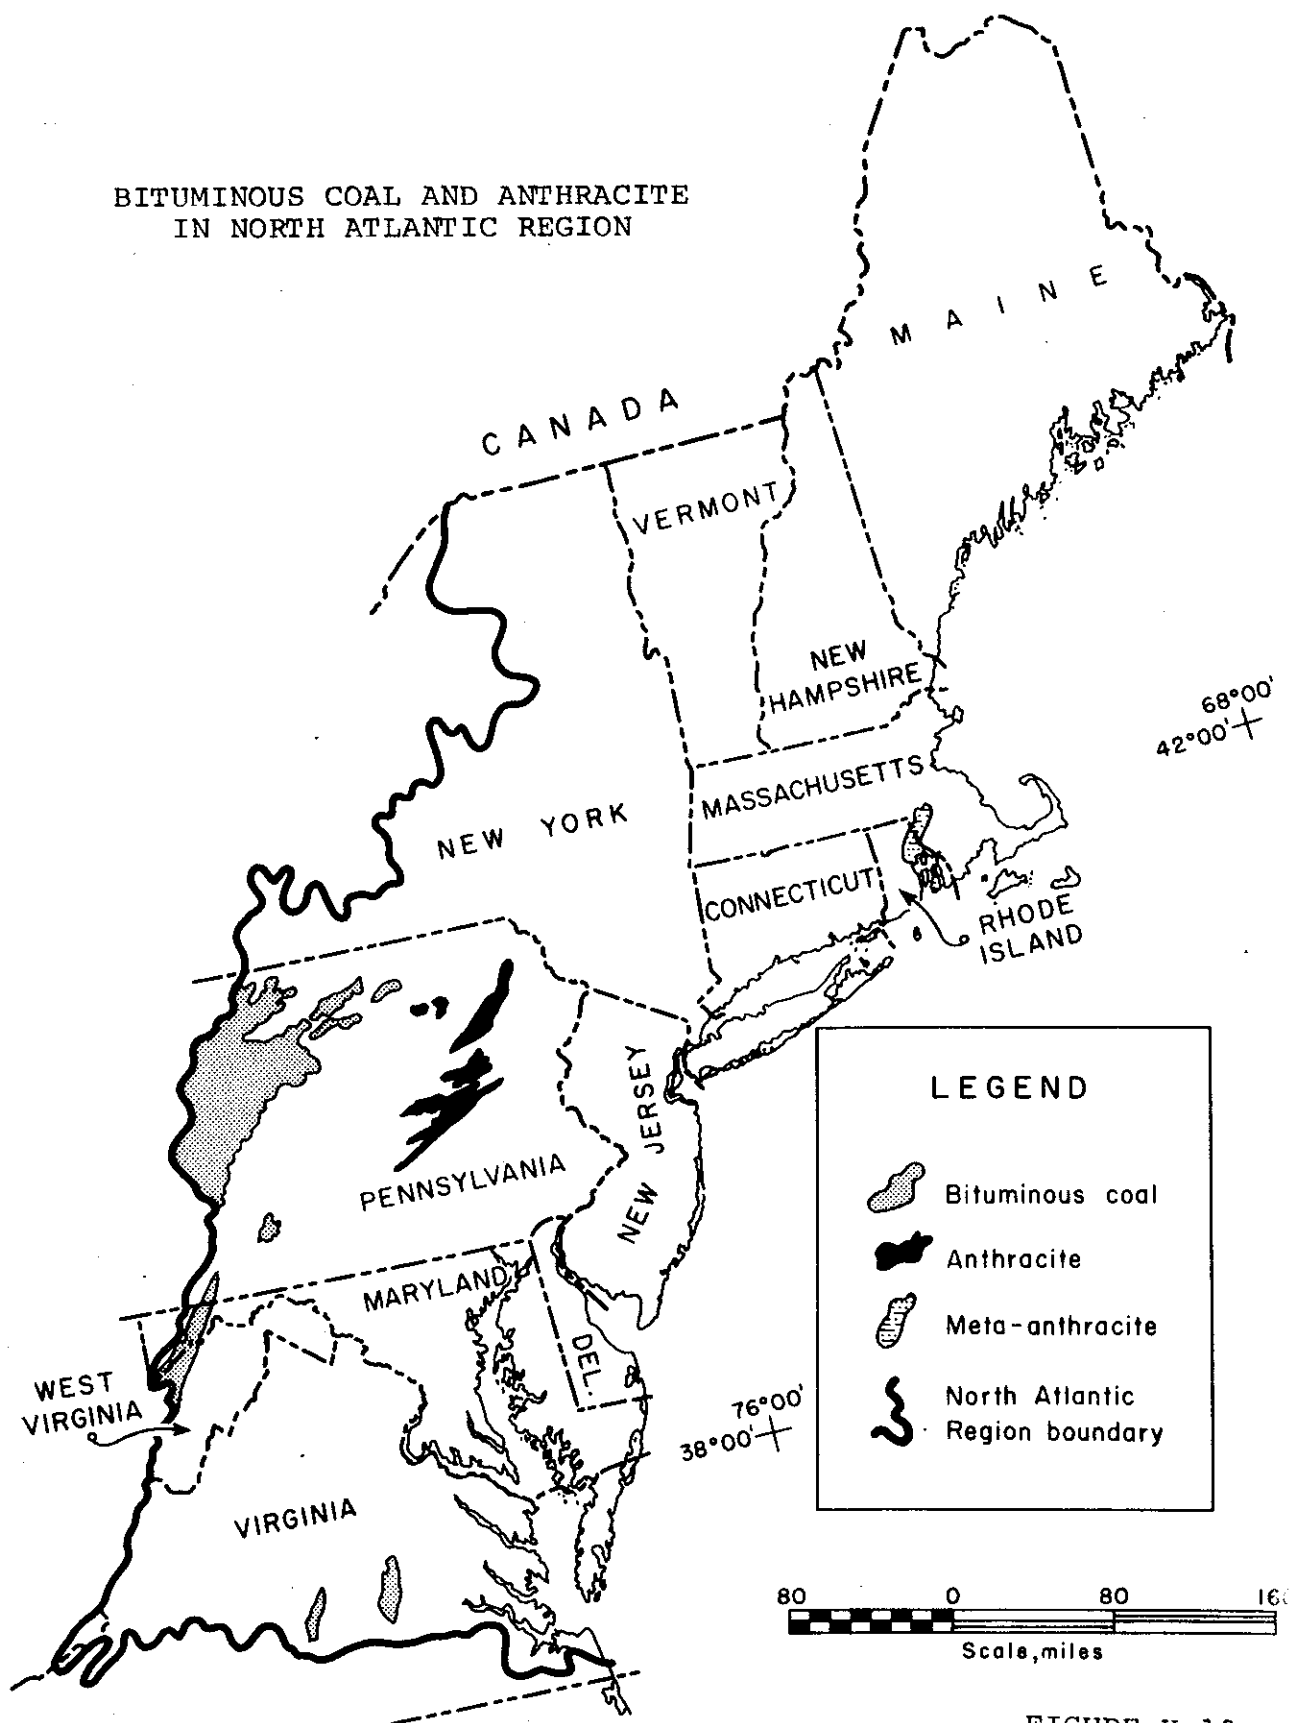 BITUMINOUS COAL AND ANTHRACITE
IN NORTH ATLANTIC REGION
MAINE
CANADA
VERMONT
NEW
HAMPSHIRE
68°00'
42°00'
MASSACHUSETTS
NEW YORK
CONNECTICUT
RHODE
ISLAND
NEW JERSEY
PENNSYLVANIA
MARYLAND
DEL.
WEST
VIRGINIA
76°00'
38°00'
VIRGINIA
LEGEND
Bituminous coal
Anthracite
Meta-anthracite
North Atlantic
Region boundary
80 0 80
Scale, miles